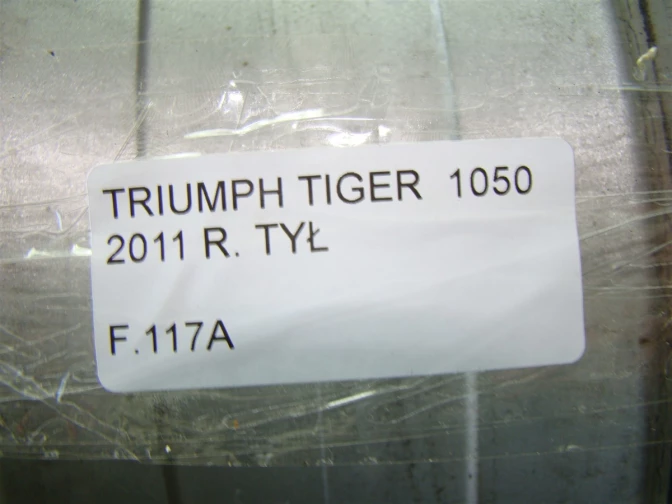 TRIUMPH TIGER 1050
2011 R. TYŁ
F.117A